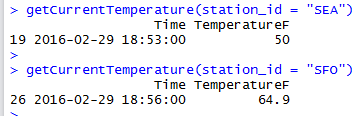 > getCurrentTemperature(station_id = "SEA")
Time TemperatureF
19 2016-02-29 18:53:00 50
>
> getCurrentTemperature(station_id = "SFO")
Time TemperatureF
26 2016-02-29 18:56:00 64.9
>